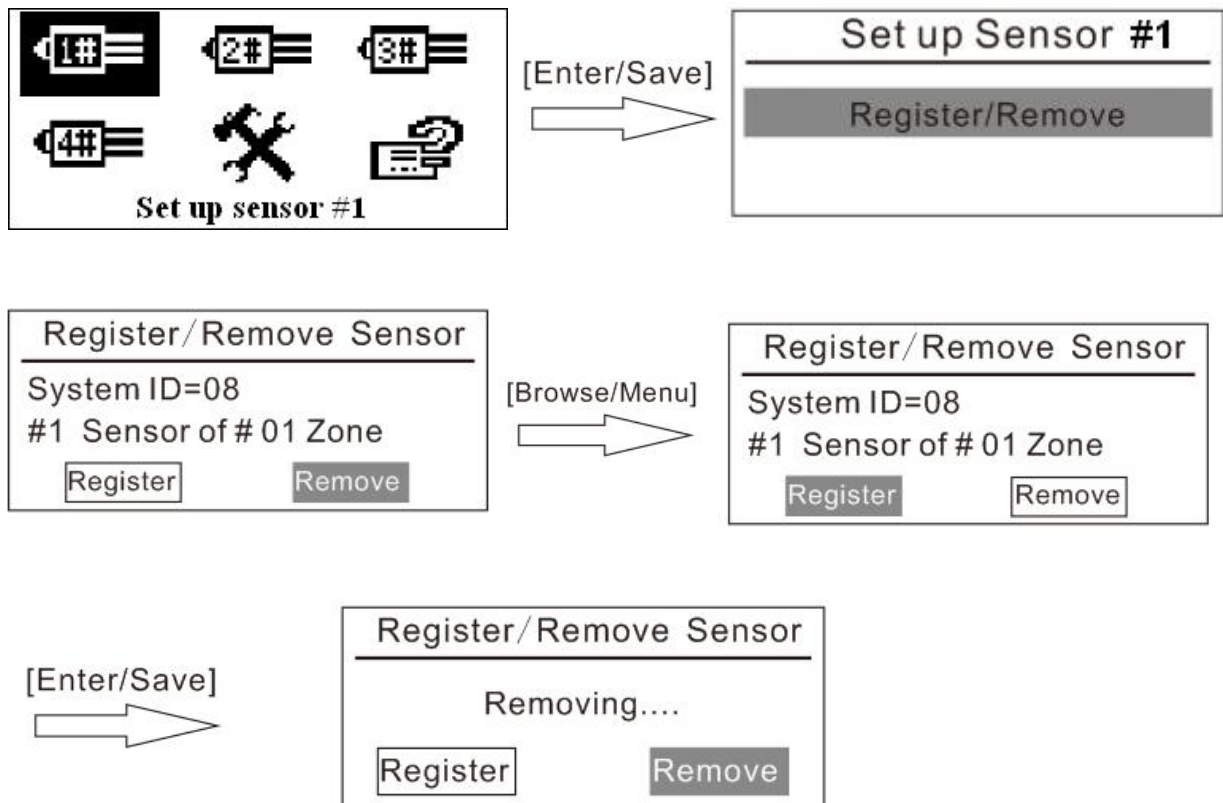 1# 2# 3#
4#
Set up sensor #1
[Enter/Save]
Set up Sensor #1
Register/Remove
Register/Remove Sensor
System ID=08
#1 Sensor of # 01 Zone
Register Remove
[Browse/Menu]
Register/Remove Sensor
System ID=08
#1 Sensor of # 01 Zone
Register Remove
[Enter/Save]
Register/Remove Sensor
Removing....
Register Remove